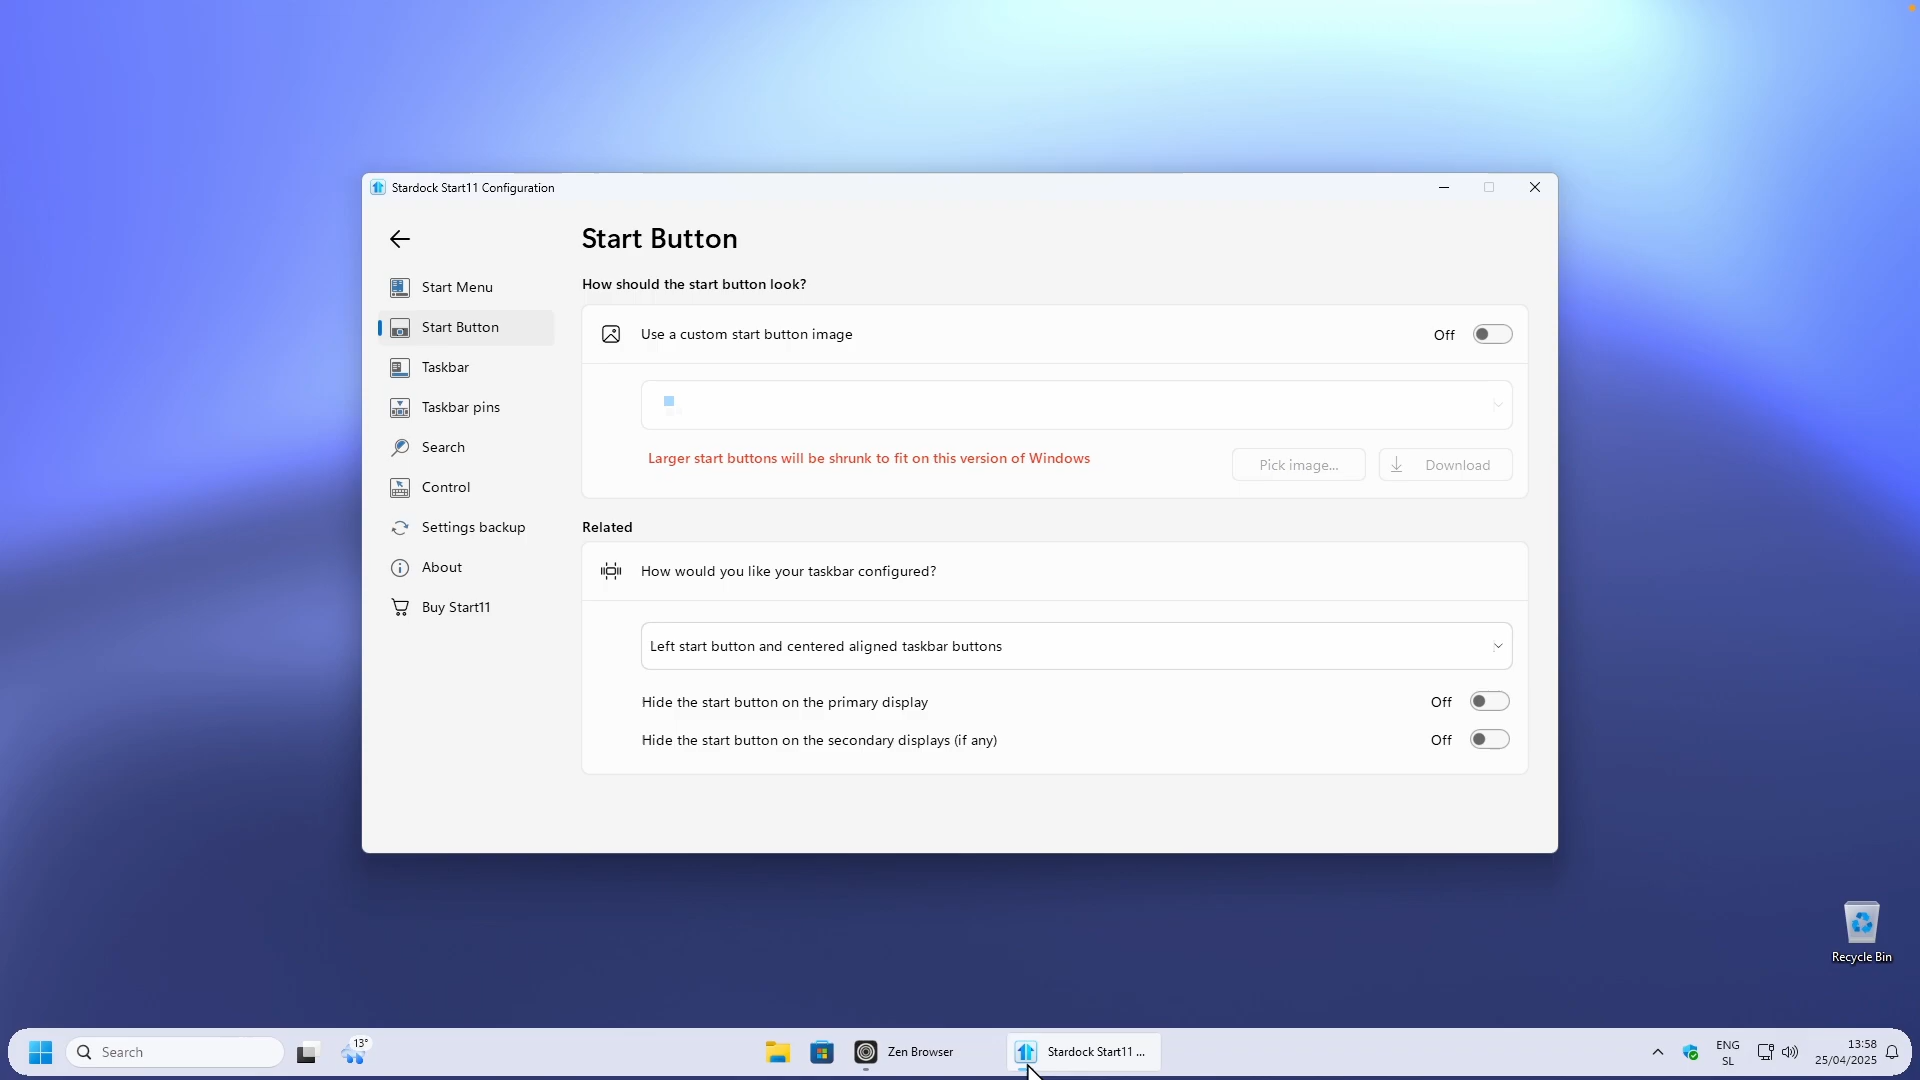 Stardock Start11 Configuration
Start Button
Start Menu
Start Button
Taskbar
Taskbar pins
Search
Control
Settings backup
About
Buy Start11
How should the start button look?
Use a custom start button image
Off
Larger start buttons will be shrunk to fit on this version of Windows
Pick image...
Download
Related
How would you like your taskbar configured?
Left start button and centered aligned taskbar buttons
Hide the start button on the primary display
Off
Hide the start button on the secondary displays (if any)
Off
Recycle Bin
Search
13°
Zen Browser
Stardock Start11 ...
ENG
SL
13:58
25/04/2025